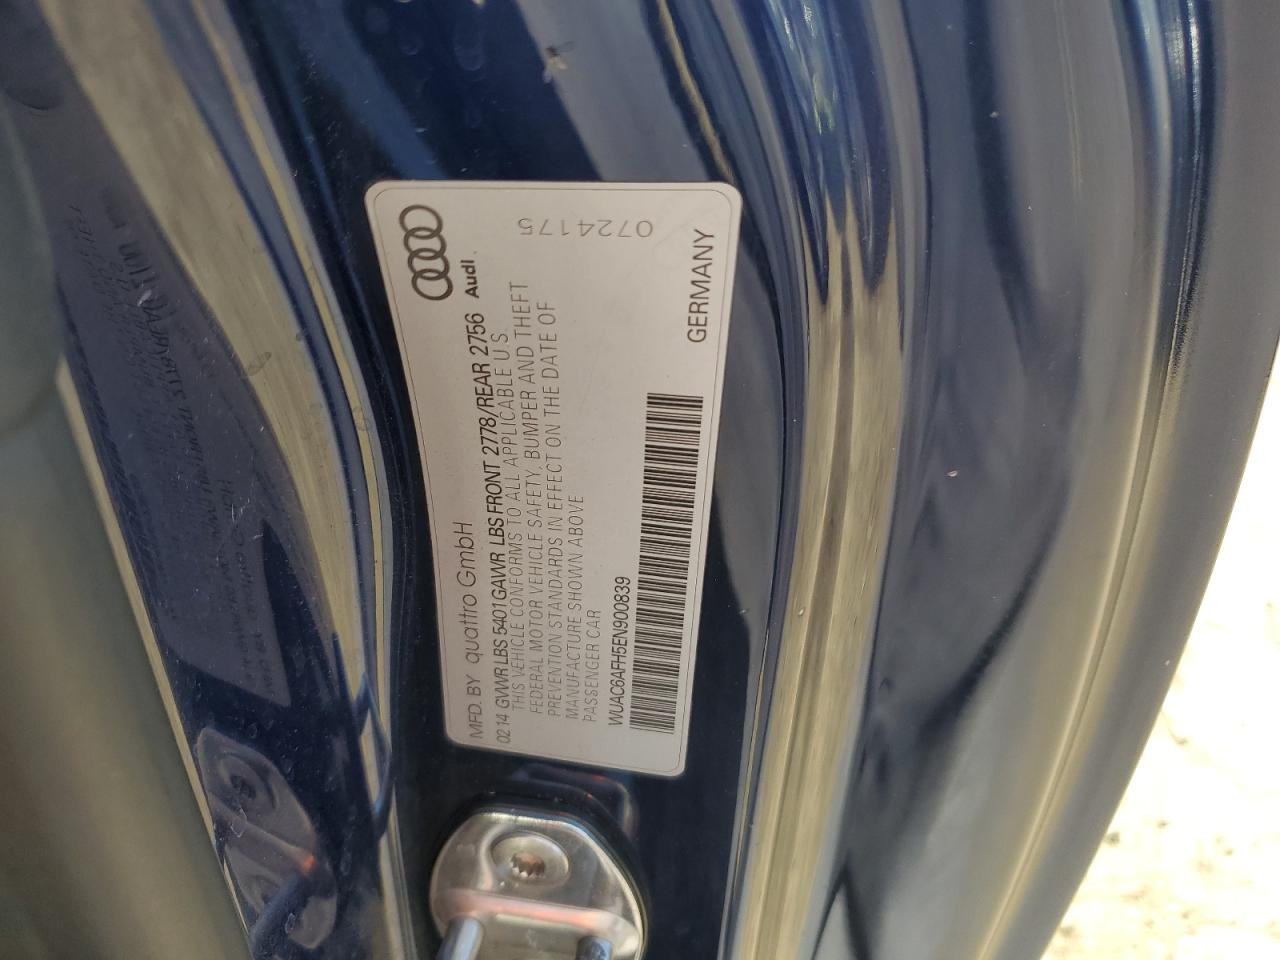 Audi
MFD. BY quattro GmbH
0214 GVWR LBS 5401 GAWR LBS FRONT 2778/REAR 2756
THIS VEHICLE CONFORMS TO ALL APPLICABLE U.S.
FEDERAL MOTOR VEHICLE SAFETY, BUMPER AND THEFT
PREVENTION STANDARDS IN EFFECT ON THE DATE OF
MANUFACTURE SHOWN ABOVE
PASSENGER CAR
WUAC6AFH5EN900839
GERMANY
0724175